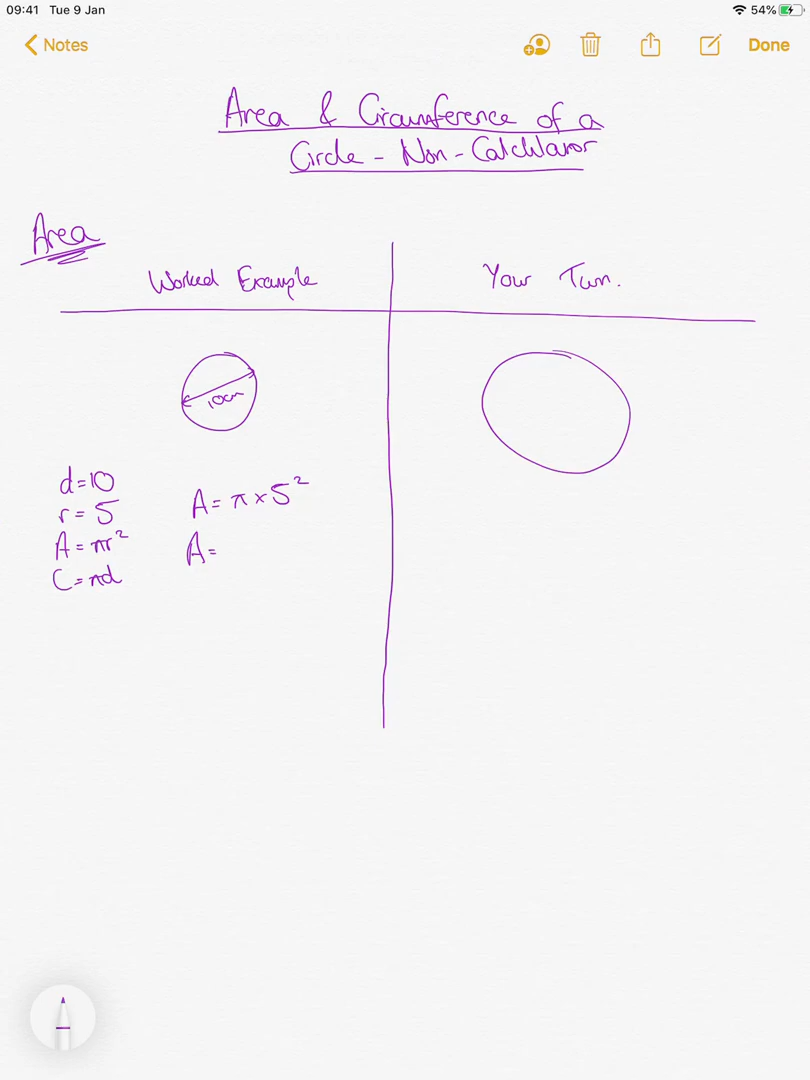 09:41 Tue 9 Jan 54%
Notes Done
Area & Circumference of a
Circle - Non-Calculator
Area
Worked Example Your Turn.
10cm
d=10
r=5
A=πr²
C=πd
A=π×5²
A=